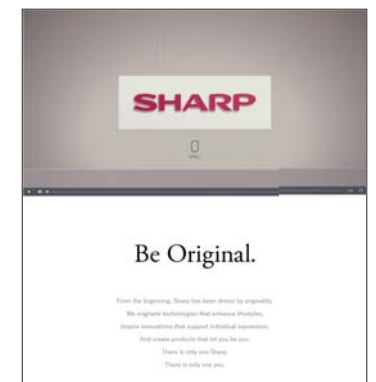 SHARP
SCROLL
Be Original.
From the beginning, Sharp has been driven by originality.
We originate technologies that enhance lifestyles,
Inspire innovations that support individual expression,
And create products that let you be you.
There is only one Sharp.
There is only one you.